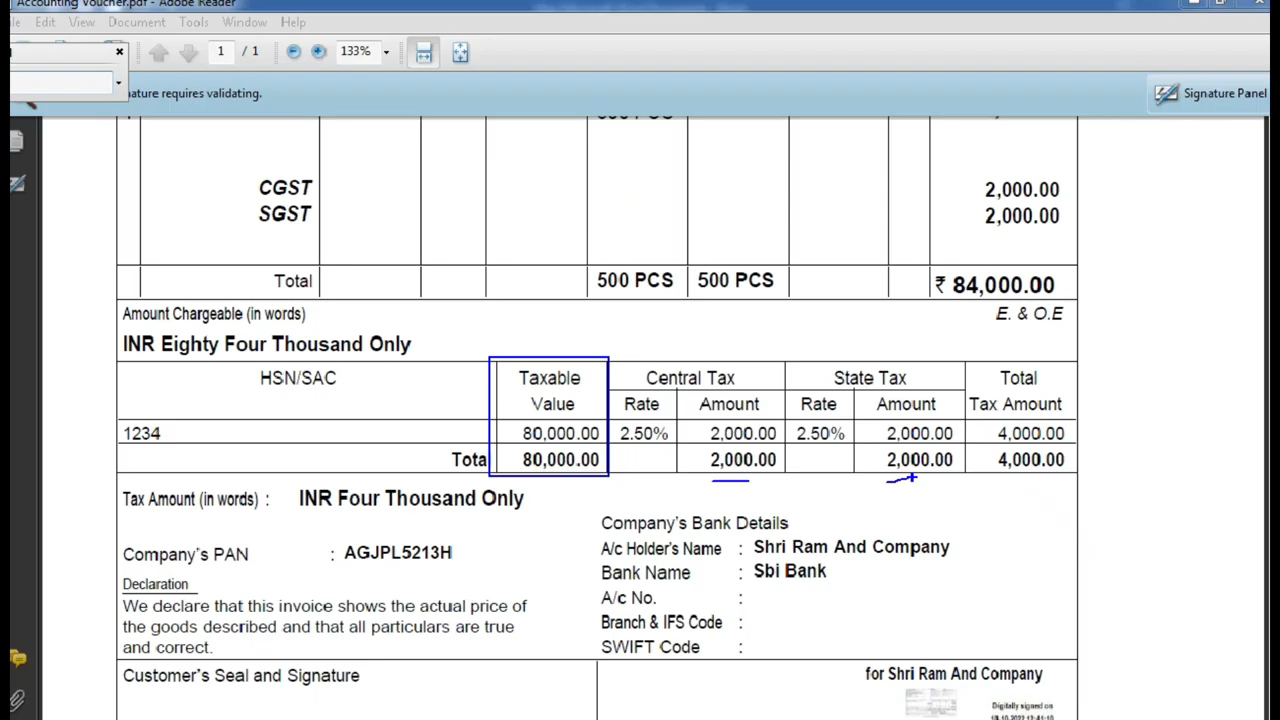 Accounting Voucher.pdf - Adobe Reader
Edit View Document Tools Window Help
1 / 1 133%
requires validating.
Signature Panel
CGST 2,000.00
SGST 2,000.00
Total 500 PCS 500 PCS ₹ 84,000.00
Amount Chargeable (in words) E. & O.E
INR Eighty Four Thousand Only
HSN/SAC Taxable Central Tax State Tax Total
Value Rate Amount Rate Amount Tax Amount
1234 80,000.00 2.50% 2,000.00 2.50% 2,000.00 4,000.00
Tota 80,000.00 2,000.00 2,000.00 4,000.00
Tax Amount (in words) : INR Four Thousand Only
Company's Bank Details
A/c Holder's Name : Shri Ram And Company
Company's PAN : AGJPL5213H
Bank Name : Sbi Bank
Declaration
A/c No. :
We declare that this invoice shows the actual price of
Branch & IFS Code :
the goods described and that all particulars are true
SWIFT Code :
and correct.
Customer's Seal and Signature for Shri Ram And Company
Digitally signed on